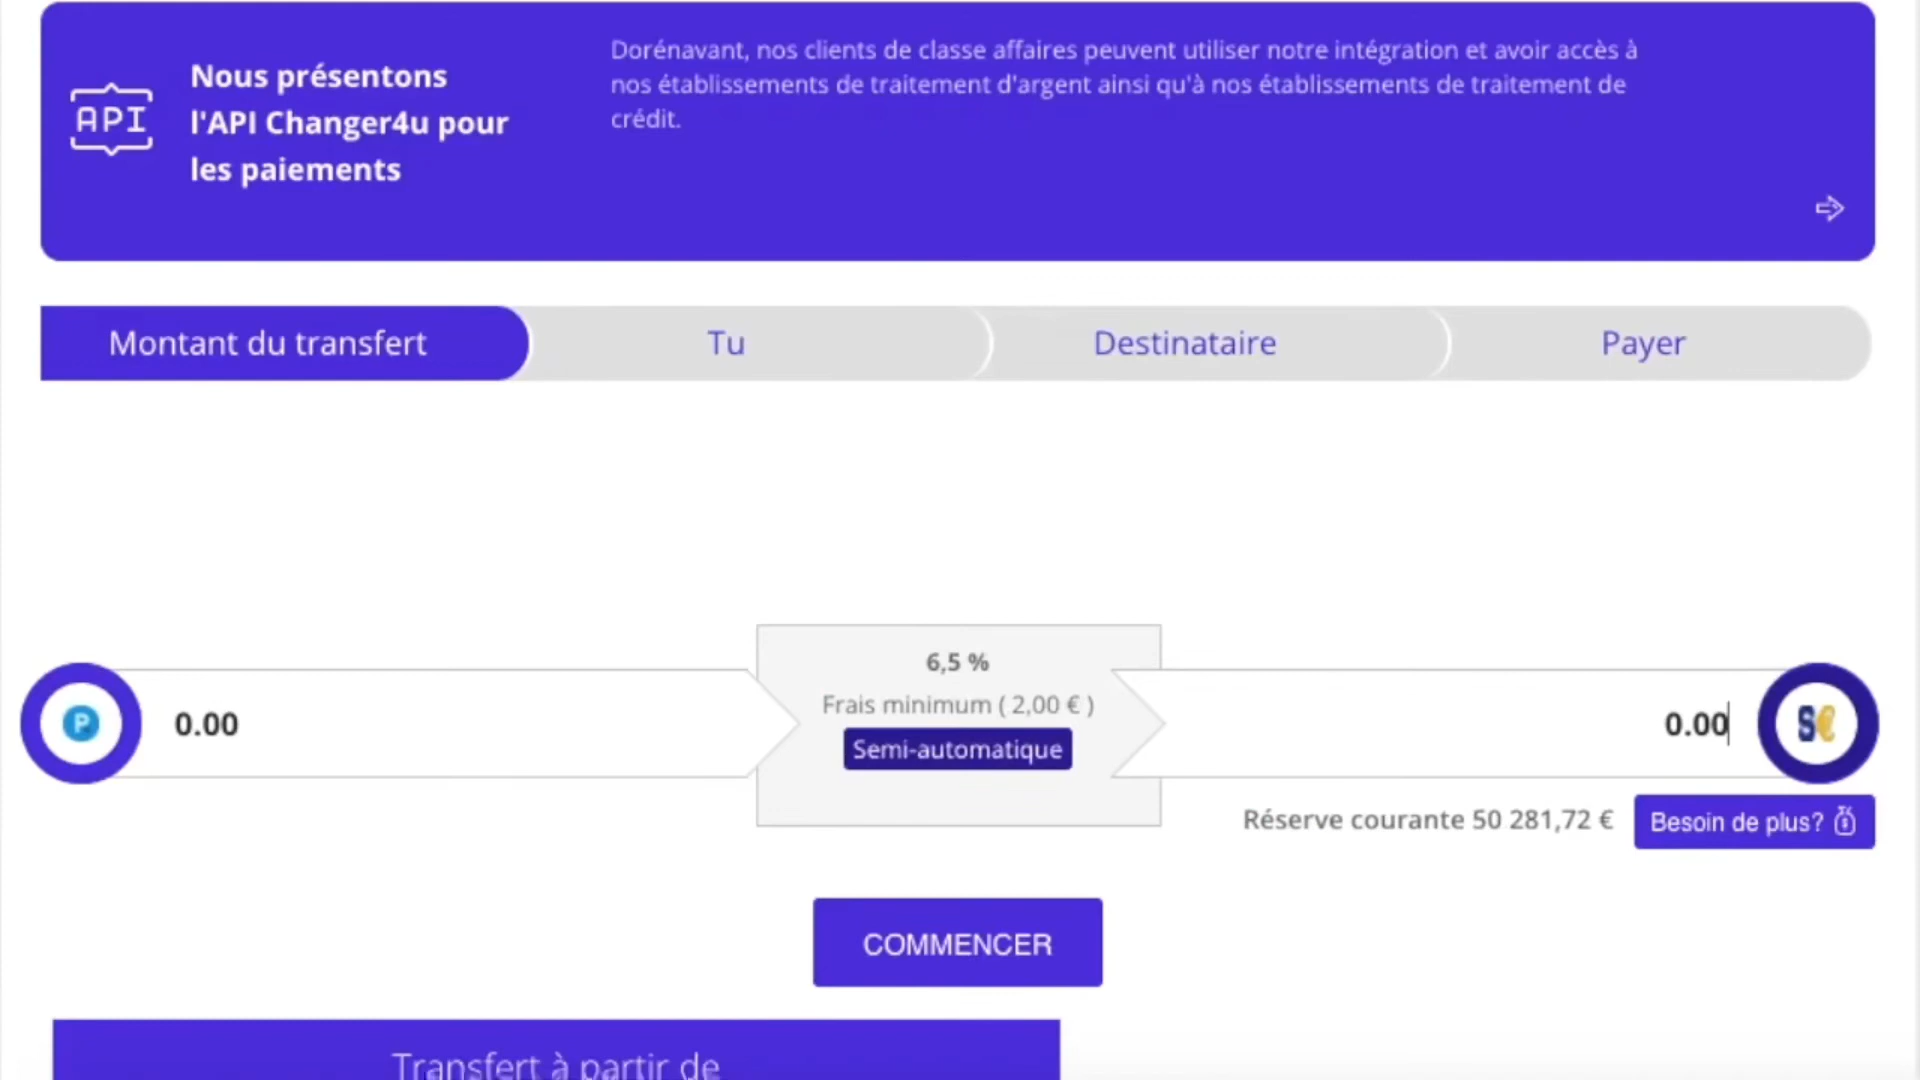 API
Nous présentons
l'API Changer4u pour
les paiements
Dorénavant, nos clients de classe affaires peuvent utiliser notre intégration et avoir accès à
nos établissements de traitement d'argent ainsi qu'à nos établissements de traitement de
crédit.
Montant du transfert
Tu
Destinataire
Payer
6,5 %
Frais minimum ( 2,00 € )
Semi-automatique
P
0.00
0.00
S€
Réserve courante 50 281,72 €
Besoin de plus?
COMMENCER
Transfert à partir de